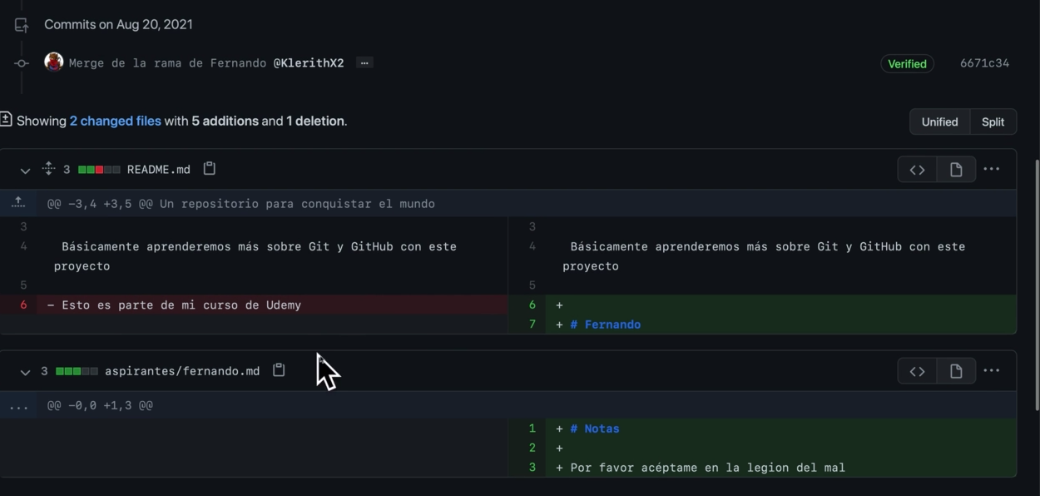 Commits on Aug 20, 2021
Merge de la rama de Fernando @KlerithX2 ...
Verified 6671c34
Showing 2 changed files with 5 additions and 1 deletion.
Unified Split
3 README.md
@@ -3,4 +3,5 @@ Un repositorio para conquistar el mundo
3
4 Básicamente aprenderemos más sobre Git y GitHub con este
proyecto
5
6 - Esto es parte de mi curso de Udemy
3
4 Básicamente aprenderemos más sobre Git y GitHub con este
proyecto
5
6 +
7 + # Fernando
3 aspirantes/fernando.md
... @@ -0,0 +1,3 @@
1 + # Notas
2 +
3 + Por favor acéptame en la legion del mal